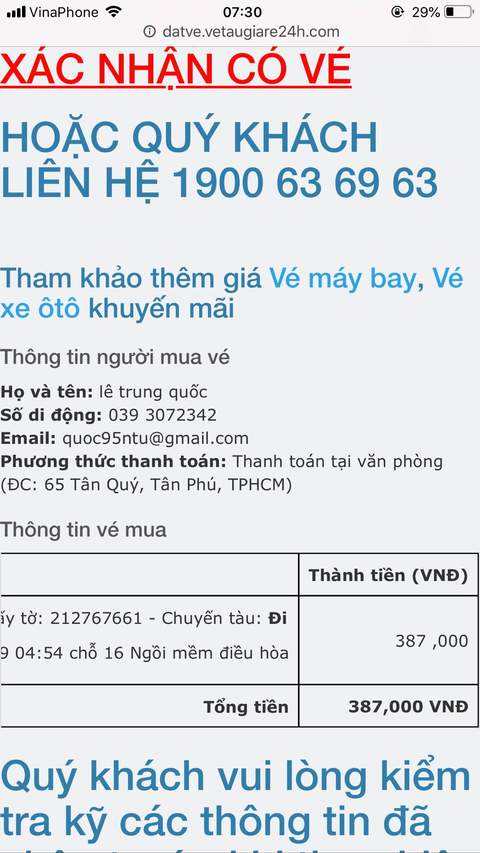 VinaPhone 07:30 29%
datve.vetaugiare24h.com
XÁC NHẬN CÓ VÉ
HOẶC QUÝ KHÁCH
LIÊN HỆ 1900 63 69 63
Tham khảo thêm giá Vé máy bay, Vé
xe ôtô khuyến mãi
Thông tin người mua vé
Họ và tên: lê trung quốc
Số di động: 039 3072342
Email: quoc95ntu@gmail.com
Phương thức thanh toán: Thanh toán tại văn phòng
(ĐC: 65 Tân Quý, Tân Phú, TPHCM)
Thông tin vé mua
Thành tiền (VNĐ)
ấy tờ: 212767661 - Chuyến tàu: Đi
9 04:54 chỗ 16 Ngồi mềm điều hòa
387 ,000
Tổng tiền 387,000 VNĐ
Quý khách vui lòng kiểm
tra kỹ các thông tin đã